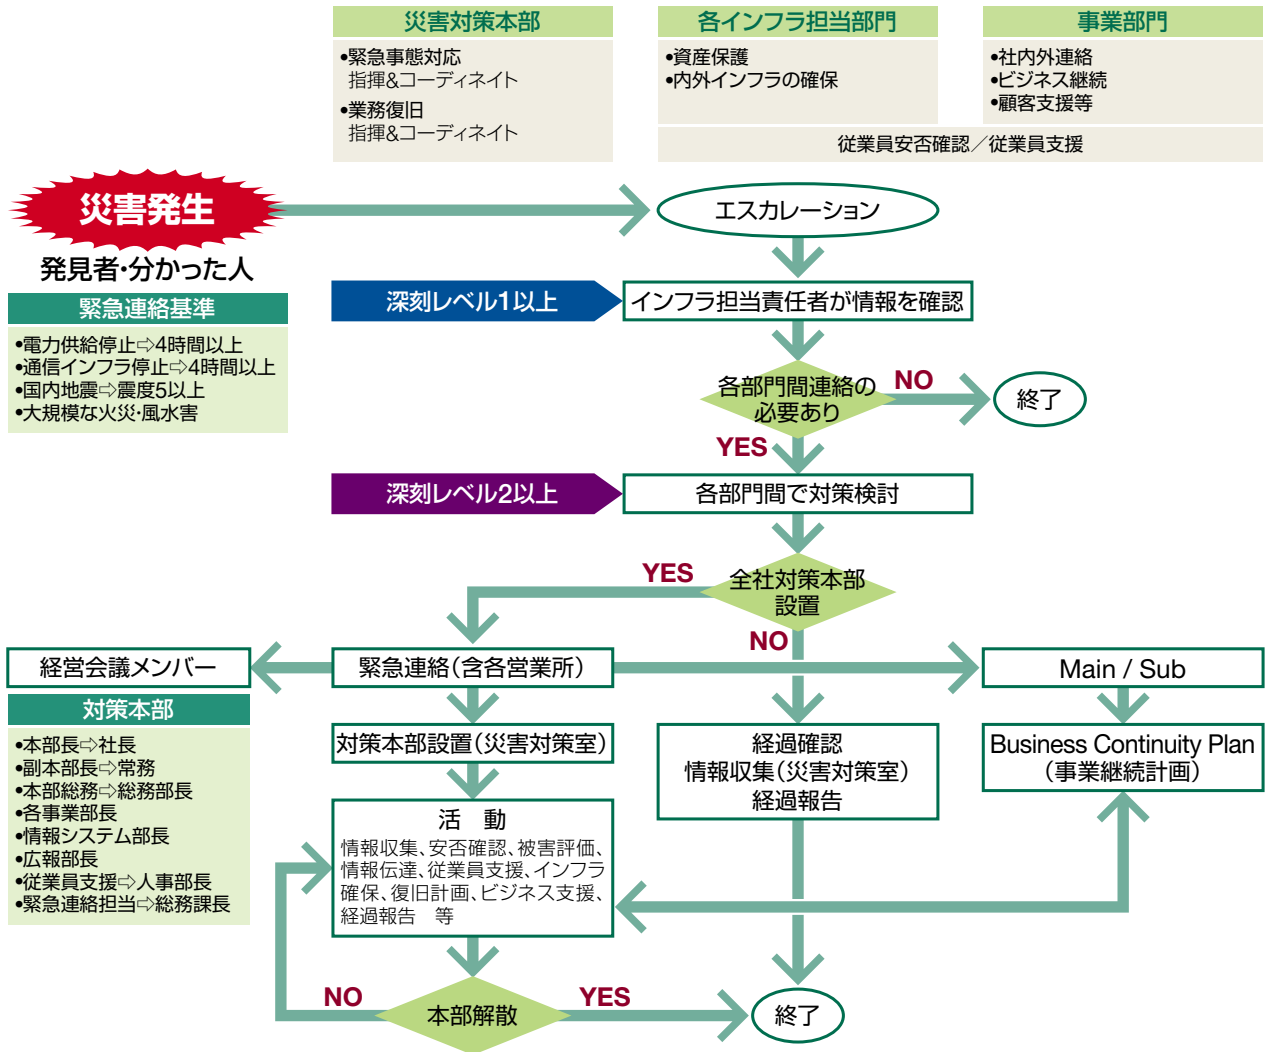 災害対策本部
•緊急事態対応
指揮&コーディネイト
•業務復旧
指揮&コーディネイト
各インフラ担当部門
•資産保護
•内外インフラの確保
事業部門
•社内外連絡
•ビジネス継続
•顧客支援等
従業員安否確認／従業員支援
災害発生
発見者・分かった人
緊急連絡基準
•電力供給停止⇨4時間以上
•通信インフラ停止⇨4時間以上
•国内地震⇨震度5以上
•大規模な火災・風水害
エスカレーション
深刻レベル1以上
インフラ担当責任者が情報を確認
各部門間連絡の
必要あり
NO
終了
YES
深刻レベル2以上
各部門間で対策検討
全社対策本部
設置
YES
NO
経営会議メンバー
緊急連絡（含各営業所）
Main / Sub
対策本部
•本部長⇨社長
•副本部長⇨常務
•本部総務⇨総務部長
•各事業部長
•情報システム部長
•広報部長
•従業員支援⇨人事部長
•緊急連絡担当⇨総務課長
対策本部設置（災害対策室）
経過確認
情報収集（災害対策室）
経過報告
Business Continuity Plan
（事業継続計画）
活　動
情報収集、安否確認、被害評価、
情報伝達、従業員支援、インフラ
確保、復旧計画、ビジネス支援、
経過報告　等
NO
本部解散
YES
終了